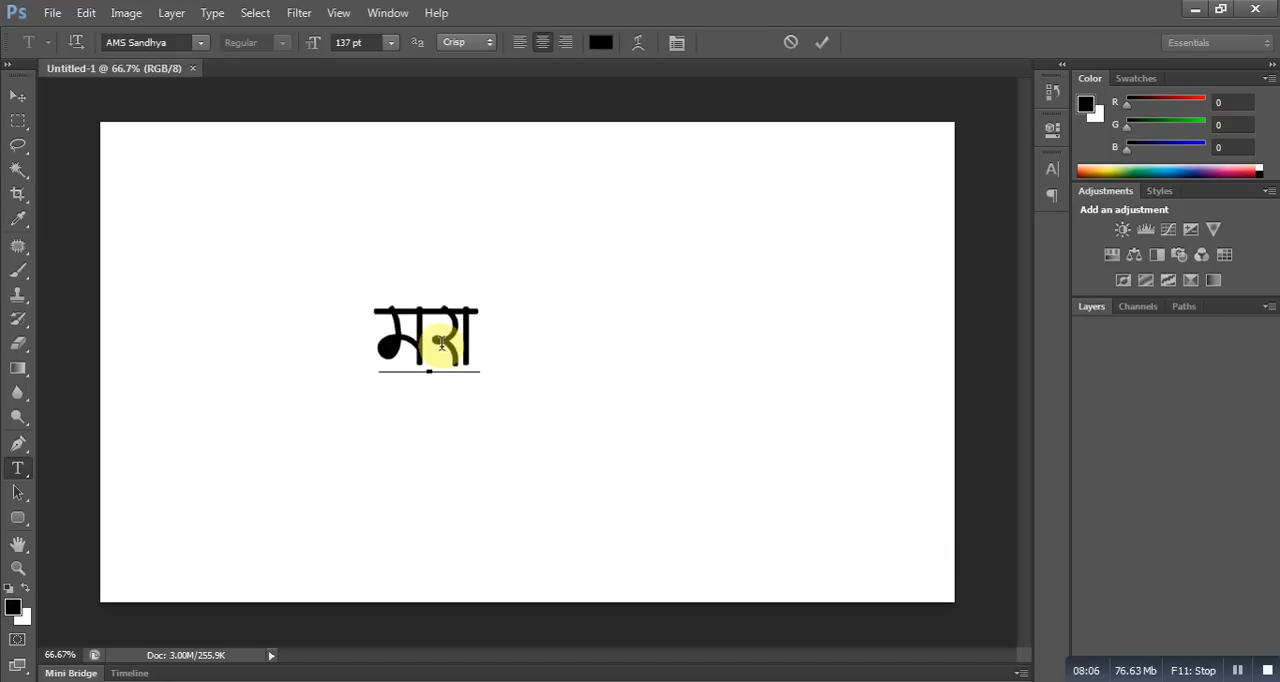 Ps File Edit Image Layer Type Select Filter View Window Help
T AMS Sandhya Regular 137 pt aa Crisp Essentials
Untitled-1 @ 66.7% (RGB/8) ×
Color Swatches
R 0
G 0
B 0
Adjustments Styles
Add an adjustment
Layers Channels Paths
66.67% Doc: 3.00M/255.9K
Mini Bridge Timeline
08:06 76.63 Mb F11: Stop